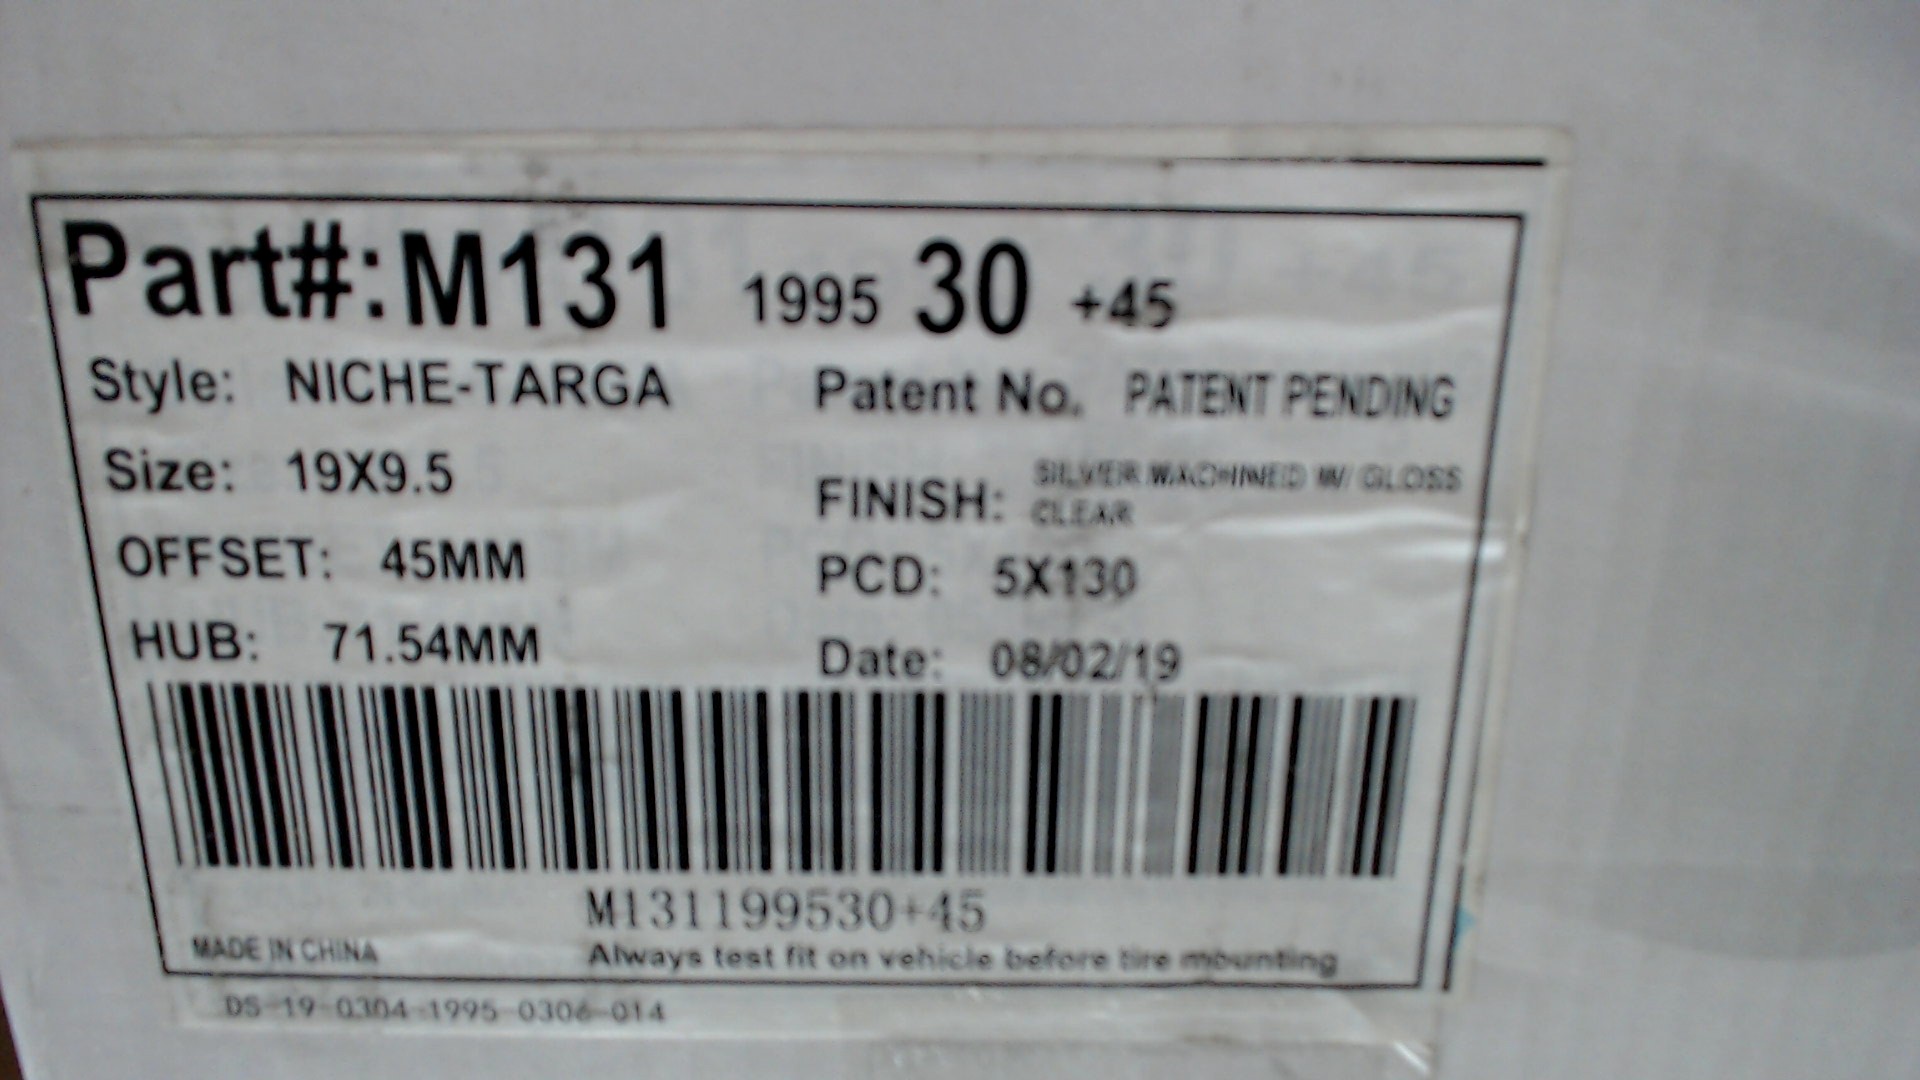 Part#: M131 1995 30 +45
Style: NICHE-TARGA Patent No. PATENT PENDING
Size: 19X9.5 FINISH: SILVER MACHINED W/ GLOSS CLEAR
OFFSET: 45MM PCD: 5X130
HUB: 71.54MM Date: 08/02/19
M131199530+45
MADE IN CHINA Always test fit on vehicle before tire mounting
DS-19-0304-1995-0306-014